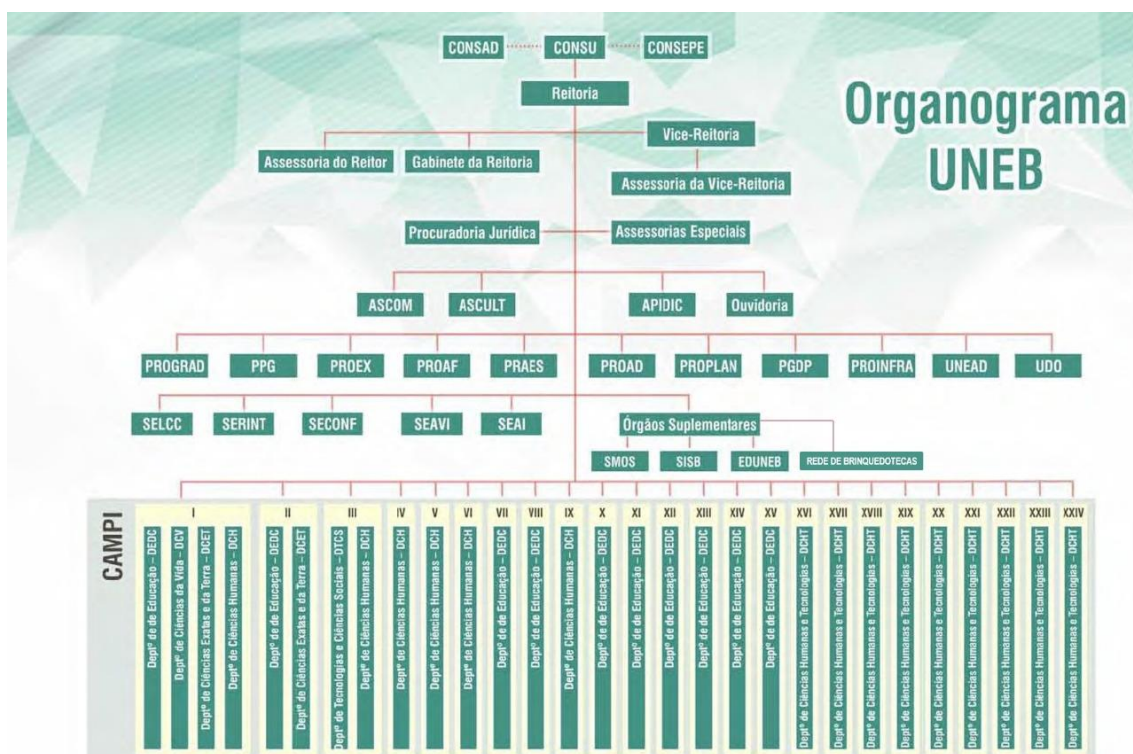 CONSAD
CONSU
CONSEPE
Organograma
UNEB
Reitoria
Vice-Reitoria
Assessoria do Reitor
Gabinete da Reitoria
Assessoria da Vice-Reitoria
Procuradoria Jurídica
Assessorias Especiais
ASCOM
ASCULT
APIDIC
Ouvidoria
PROGRAD
PPG
PROEX
PROAF
PRAES
PROAD
PROPLAN
PGDP
PROINFRA
UNEAD
UDO
SELCC
SERINT
SECONF
SEAVI
SEAI
Órgãos Suplementares
SMOS
SISB
EDUNEB
REDE DE BRINQUEDOTECAS
CAMPI
I
Deptº de de Educação – DEDC
Deptº de Ciências da Vida – DCV
Deptº de Ciências Exatas e da Terra – DCET
Deptº de Ciências Humanas – DCH
II
Deptº de de Educação – DEDC
Deptº de Ciências Exatas e da Terra – DCET
III
Deptº de Tecnologias e Ciências Sociais – DTCS
Deptº de Ciências Humanas – DCH
IV
Deptº de Ciências Humanas – DCH
V
Deptº de Ciências Humanas – DCH
VI
Deptº de Ciências Humanas – DCH
VII
Deptº de de Educação – DEDC
VIII
Deptº de de Educação – DEDC
IX
Deptº de Ciências Humanas – DCH
X
Deptº de de Educação – DEDC
XI
Deptº de de Educação – DEDC
XII
Deptº de de Educação – DEDC
XIII
Deptº de de Educação – DEDC
XIV
Deptº de de Educação – DEDC
XV
Deptº de de Educação – DEDC
XVI
Deptº de Ciências Humanas e Tecnologias – DCHT
XVII
Deptº de Ciências Humanas e Tecnologias – DCHT
XVIII
Deptº de Ciências Humanas e Tecnologias – DCHT
XIX
Deptº de Ciências Humanas e Tecnologias – DCHT
XX
Deptº de Ciências Humanas e Tecnologias – DCHT
XXI
Deptº de Ciências Humanas e Tecnologias – DCHT
XXII
Deptº de Ciências Humanas e Tecnologias – DCHT
XXIII
Deptº de Ciências Humanas e Tecnologias – DCHT
XXIV
Deptº de Ciências Humanas e Tecnologias – DCHT